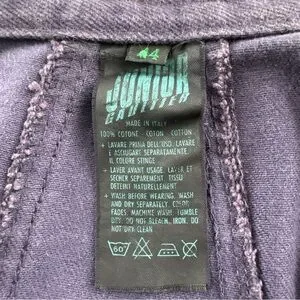 44
JUNIOR
GAULTIER
MADE IN ITALY
100% COTONE - COTON - COTTON
+ LAVARE PRIMA DELL'USO. LAVARE
E ASCIUGARE SEPARATAMENTE.
IL COLORE STINGE
+ LAVER AVANT USAGE. LAVER ET
SECHER SEPAREMENT. TISSU
DETEINT NATURELLEMENT
+ WASH BEFORE WEARING. WASH
AND DRY SEPARATELY. COLOR
FADES. MACHINE WASH. TUMBLE
DRY. DO NOT BLEACH. IRON. DO
NOT DRY CLEAN
60